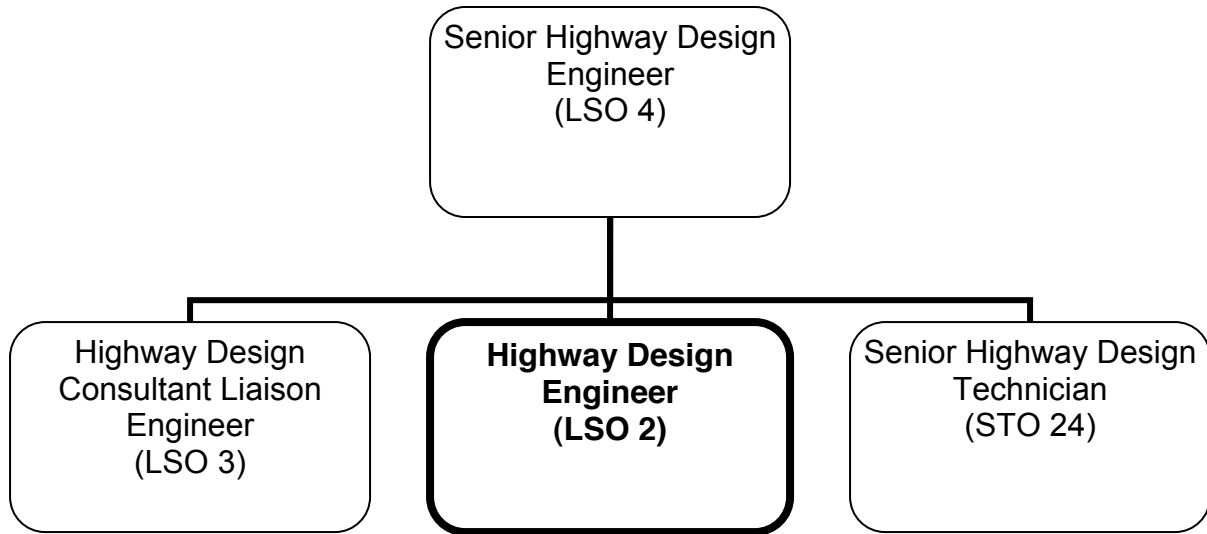 Senior Highway Design
Engineer
(LSO 4)
Highway Design
Consultant Liaison
Engineer
(LSO 3)
Highway Design
Engineer
(LSO 2)
Senior Highway Design
Technician
(STO 24)